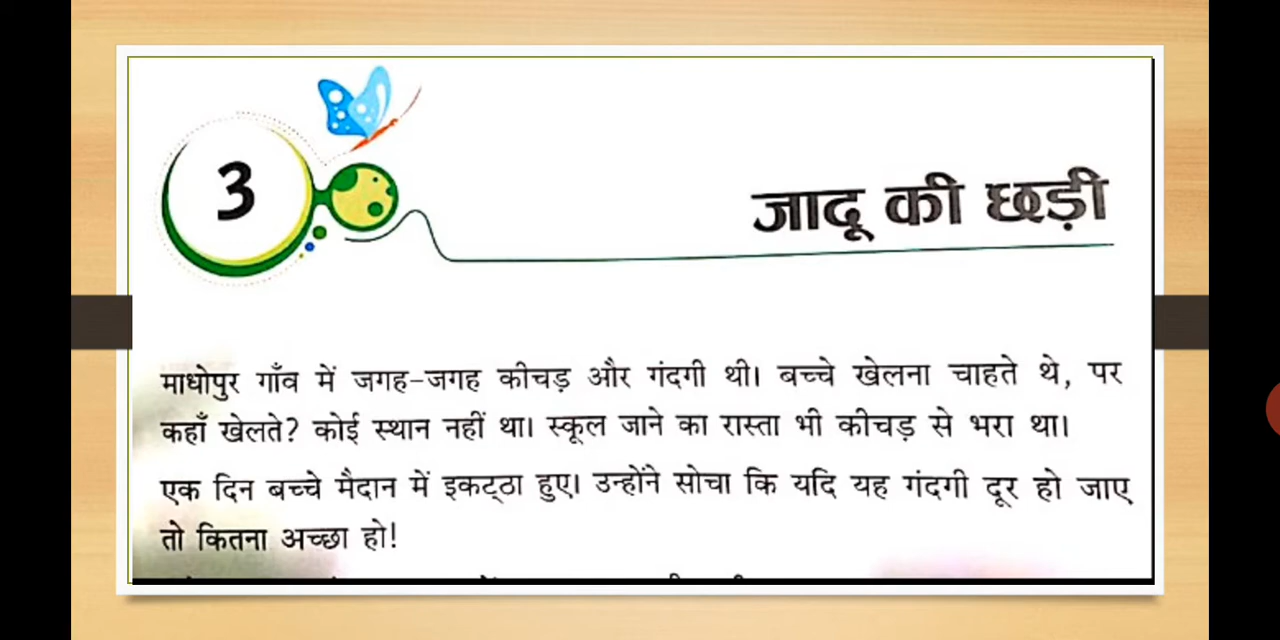 3
जादू की छड़ी
माधोपुर गाँव में जगह-जगह कीचड़ और गंदगी थी। बच्चे खेलना चाहते थे, पर
कहाँ खेलते? कोई स्थान नहीं था। स्कूल जाने का रास्ता भी कीचड़ से भरा था।
एक दिन बच्चे मैदान में इकट्ठा हुए। उन्होंने सोचा कि यदि यह गंदगी दूर हो जाए
तो कितना अच्छा हो!